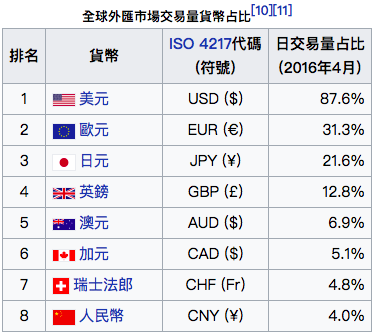 全球外匯市場交易量貨幣占比[10][11]
排名 貨幣 ISO 4217代碼 (符號) 日交易量占比 (2016年4月)
1 美元 USD ($) 87.6%
2 歐元 EUR (€) 31.3%
3 日元 JPY (¥) 21.6%
4 英鎊 GBP (£) 12.8%
5 澳元 AUD ($) 6.9%
6 加元 CAD ($) 5.1%
7 瑞士法郎 CHF (Fr) 4.8%
8 人民幣 CNY (¥) 4.0%